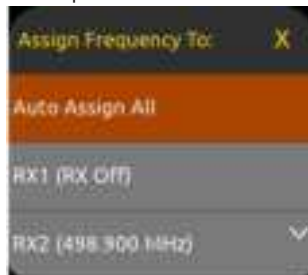 Assign Frequency To: X
Auto Assign All
RX1 (RX Off)
RX2 (498.900 MHz)